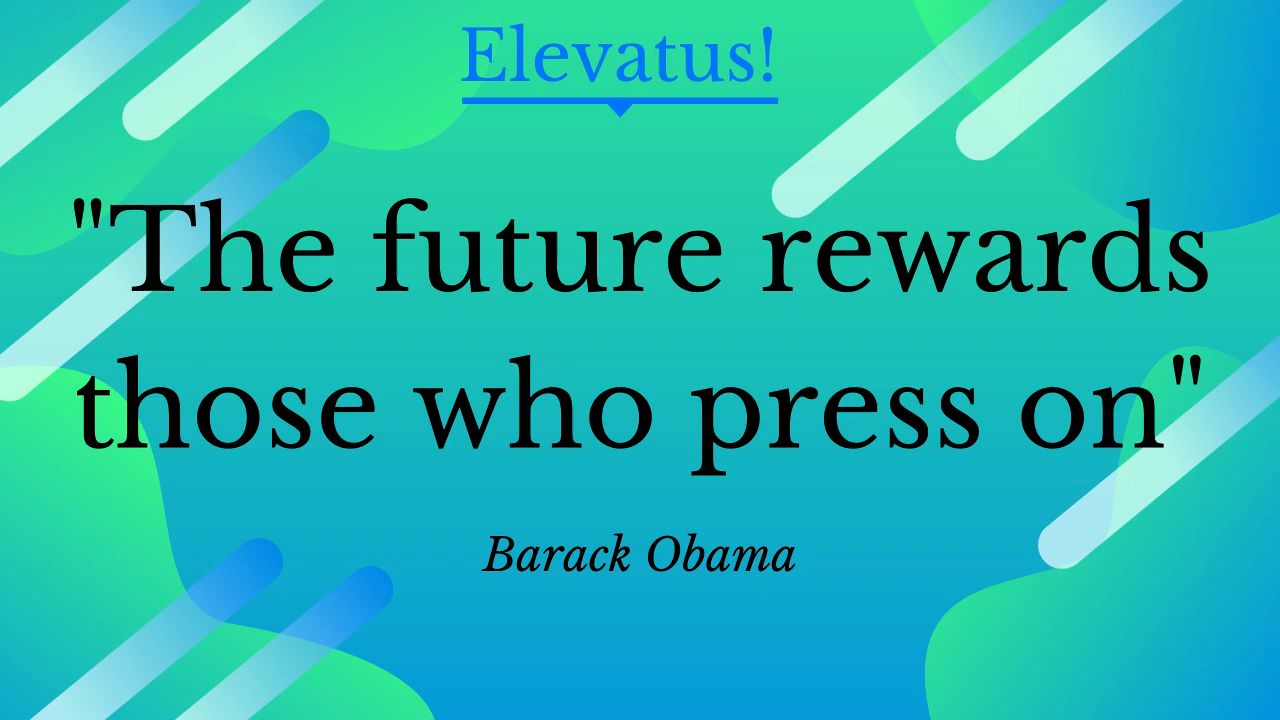 Elevatus!
"The future rewards
those who press on"
Barack Obama